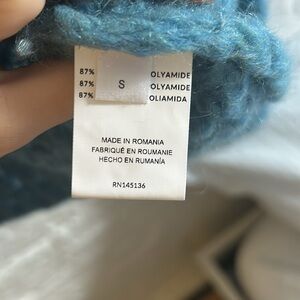 87% OLYAMIDE
87% S OLYAMIDE
87% OLIAMIDA
MADE IN ROMANIA
FABRIQUÉ EN ROUMANIE
HECHO EN RUMANÍA
RN145136